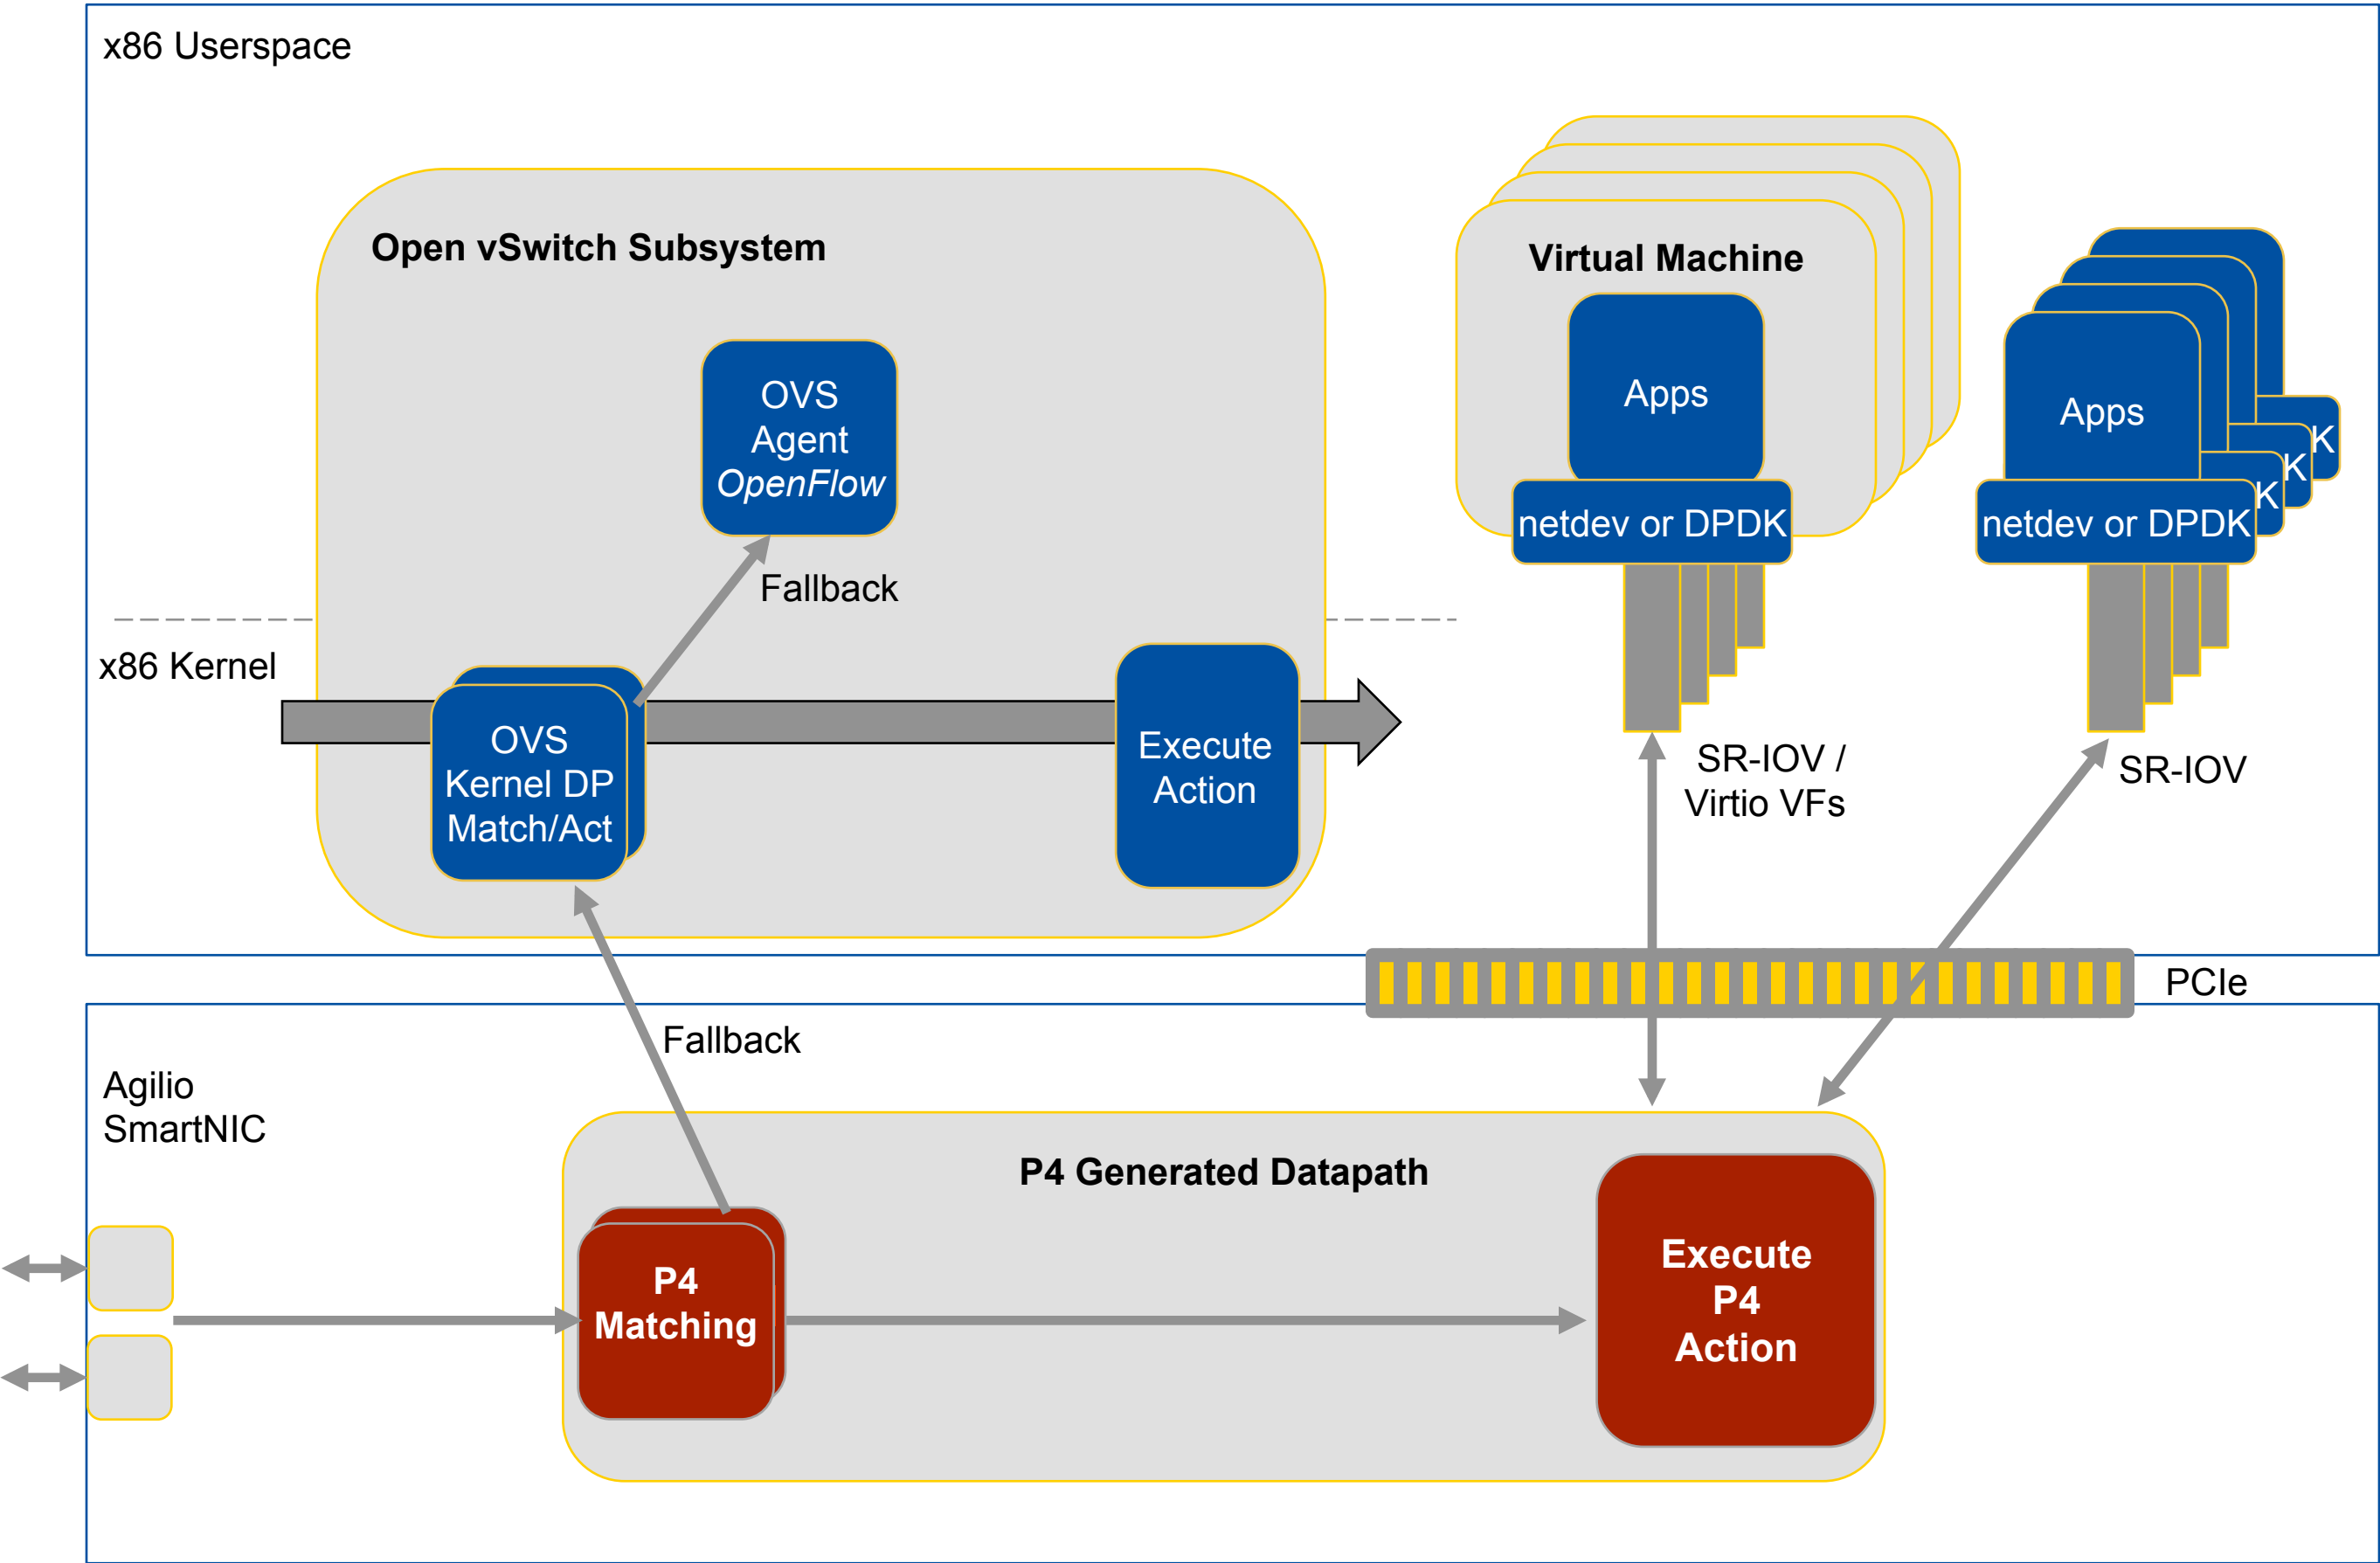 x86 Userspace
Open vSwitch Subsystem
OVS
Agent
OpenFlow
Fallback
x86 Kernel
OVS
Kernel DP
Match/Act
Execute
Action
Virtual Machine
Apps
netdev or DPDK
Apps
netdev or DPDK
K
K
K
SR-IOV /
Virtio VFs
SR-IOV
PCIe
Fallback
Agilio
SmartNIC
P4 Generated Datapath
P4
Matching
Execute
P4
Action